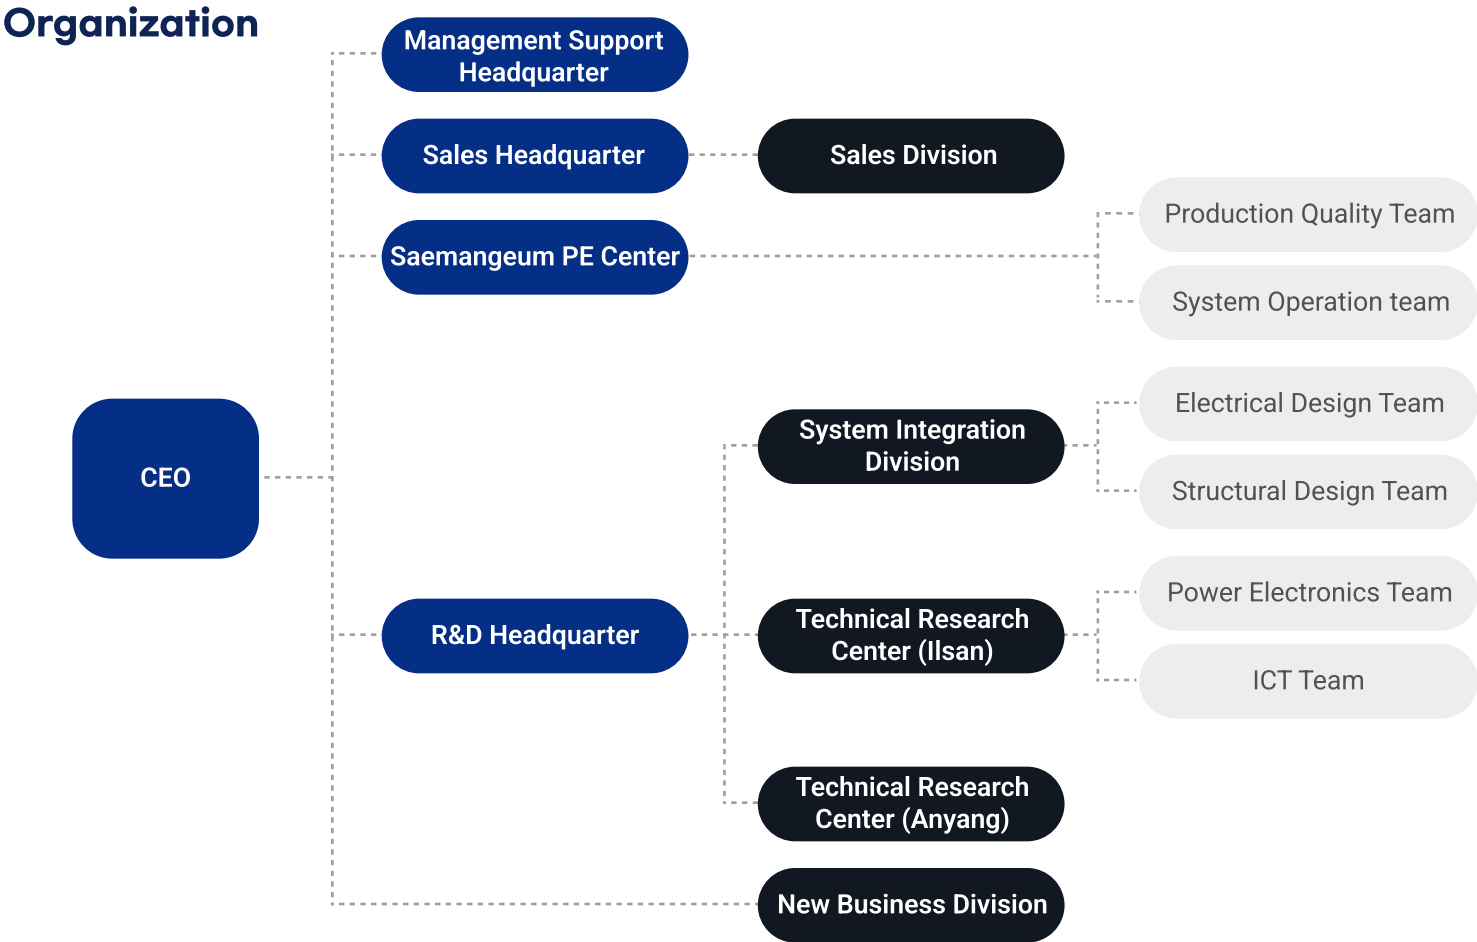 Organization
Management Support
Headquarter
Sales Headquarter
Sales Division
Production Quality Team
Saemangeum PE Center
System Operation team
Electrical Design Team
System Integration
Division
CEO
Structural Design Team
Power Electronics Team
R&D Headquarter
Technical Research
Center (Ilsan)
ICT Team
Technical Research
Center (Anyang)
New Business Division